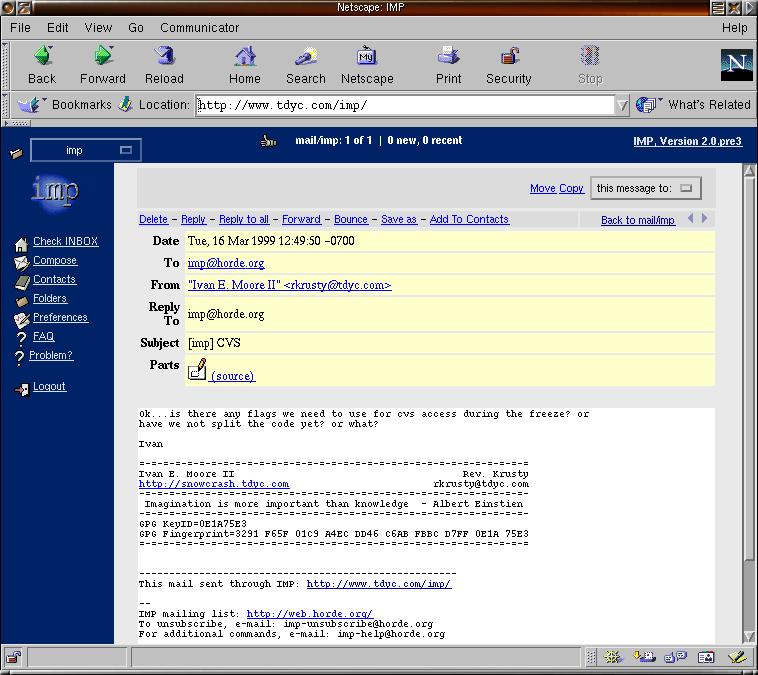 Netscape: IMP
File Edit View Go Communicator Help
Back Forward Reload Home Search Netscape Print Security Stop
My
N
Bookmarks Location: http://www.tdyc.com/imp/ What's Related
imp mail/imp: 1 of 1 | 0 new, 0 recent IMP, Version 2.0.pre3
imp
Move Copy this message to:
Delete - Reply - Reply to all - Forward - Bounce - Save as - Add To Contacts Back to mail/imp
Check INBOX
Compose
Contacts
Folders
Preferences
FAQ
Problem?
Logout
Date Tue, 16 Mar 1999 12:49:50 -0700
To imp@horde.org
From "Ivan E. Moore II" <rkrusty@tdyc.com>
Reply
To imp@horde.org
Subject [imp] CVS
Parts (source)
Ok...is there any flags we need to use for cvs access during the freeze? or
have we not split the code yet? or what?
Ivan
-=-=-=-=-=-=-=-=-=-=-=-=-=-=-=-=-=-=-=-=-=-=-=-=-=-=-=-=-=-
Ivan E. Moore II Rev. Krusty
http://snowcrash.tdyc.com rkrusty@tdyc.com
-=-=-=-=-=-=-=-=-=-=-=-=-=-=-=-=-=-=-=-=-=-=-=-=-=-=-=-=-=-
Imagination is more important than knowledge - Albert Einstien
-=-=-=-=-=-=-=-=-=-=-=-=-=-=-=-=-=-=-=-=-=-=-=-=-=-=-=-=-=-
GPG KeyID=0E1A75E3
GPG Fingerprint=3291 F65F 01C9 A4EC DD46 C6AB FBBC D7FF 0E1A 75E3
-=-=-=-=-=-=-=-=-=-=-=-=-=-=-=-=-=-=-=-=-=-=-=-=-=-=-=-=-=-
-------------------------------------------------
This mail sent through IMP: http://www.tdyc.com/imp/
--
IMP mailing list: http://web.horde.org/
To unsubscribe, e-mail: imp-unsubscribe@horde.org
For additional commands, e-mail: imp-help@horde.org